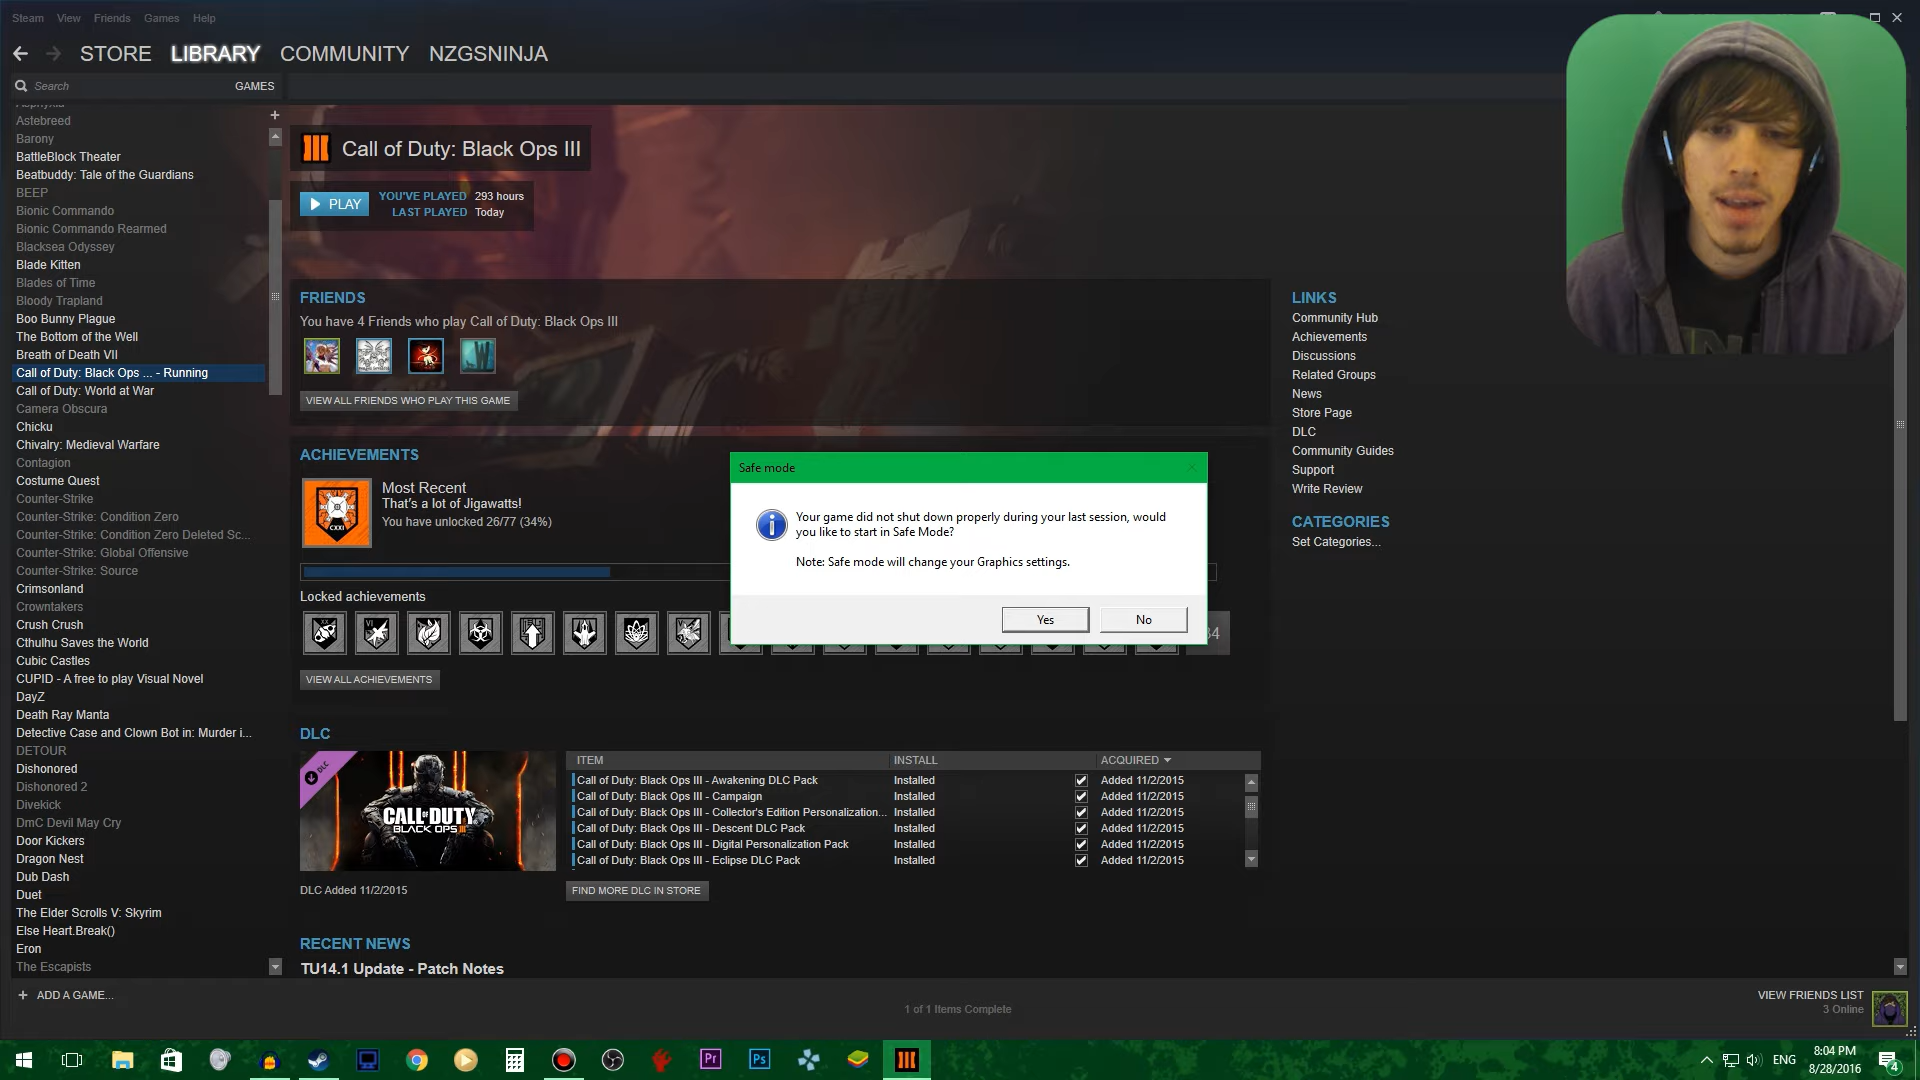 Steam View Friends Games Help
STORE LIBRARY COMMUNITY NZGSNINJA
Search GAMES
+
Astebreed
Barony
BattleBlock Theater
Beatbuddy: Tale of the Guardians
BEEP
Bionic Commando
Bionic Commando Rearmed
Blacksea Odyssey
Blade Kitten
Blades of Time
Bloody Trapland
Boo Bunny Plague
The Bottom of the Well
Breath of Death VII
Call of Duty: Black Ops ... - Running
Call of Duty: World at War
Camera Obscura
Chicku
Chivalry: Medieval Warfare
Contagion
Costume Quest
Counter-Strike
Counter-Strike: Condition Zero
Counter-Strike: Condition Zero Deleted Sc...
Counter-Strike: Global Offensive
Counter-Strike: Source
Crimsonland
Crowntakers
Crush Crush
Cthulhu Saves the World
Cubic Castles
CUPID - A free to play Visual Novel
DayZ
Death Ray Manta
Detective Case and Clown Bot in: Murder i...
DETOUR
Dishonored
Dishonored 2
Divekick
DmC Devil May Cry
Door Kickers
Dragon Nest
Dub Dash
Duet
The Elder Scrolls V: Skyrim
Else Heart.Break()
Eron
The Escapists
+ ADD A GAME...
Call of Duty: Black Ops III
PLAY
YOU'VE PLAYED 293 hours
LAST PLAYED Today
FRIENDS
You have 4 Friends who play Call of Duty: Black Ops III
VIEW ALL FRIENDS WHO PLAY THIS GAME
ACHIEVEMENTS
Most Recent
That's a lot of Jigawatts!
You have unlocked 26/77 (34%)
CXXI
Locked achievements
XX
VI
34
VIEW ALL ACHIEVEMENTS
Safe mode
Your game did not shut down properly during your last session, would
you like to start in Safe Mode?
Note: Safe mode will change your Graphics settings.
Yes No
DLC
DLC
CALL OF DUTY
BLACK OPS III
DLC Added 11/2/2015
ITEM INSTALL ACQUIRED
Call of Duty: Black Ops III - Awakening DLC Pack Installed Added 11/2/2015
Call of Duty: Black Ops III - Campaign Installed Added 11/2/2015
Call of Duty: Black Ops III - Collector's Edition Personalization... Installed Added 11/2/2015
Call of Duty: Black Ops III - Descent DLC Pack Installed Added 11/2/2015
Call of Duty: Black Ops III - Digital Personalization Pack Installed Added 11/2/2015
Call of Duty: Black Ops III - Eclipse DLC Pack Installed Added 11/2/2015
FIND MORE DLC IN STORE
RECENT NEWS
TU14.1 Update - Patch Notes
LINKS
Community Hub
Achievements
Discussions
Related Groups
News
Store Page
DLC
Community Guides
Support
Write Review
CATEGORIES
Set Categories...
1 of 1 Items Complete
VIEW FRIENDS LIST
3 Online
Pr
Ps
ENG
8:04 PM
8/28/2016
4